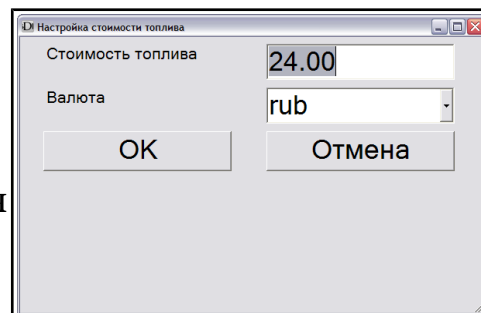 Настройка стоимости топлива
Стоимость топлива
24.00
Валюта
rub
OK
Отмена